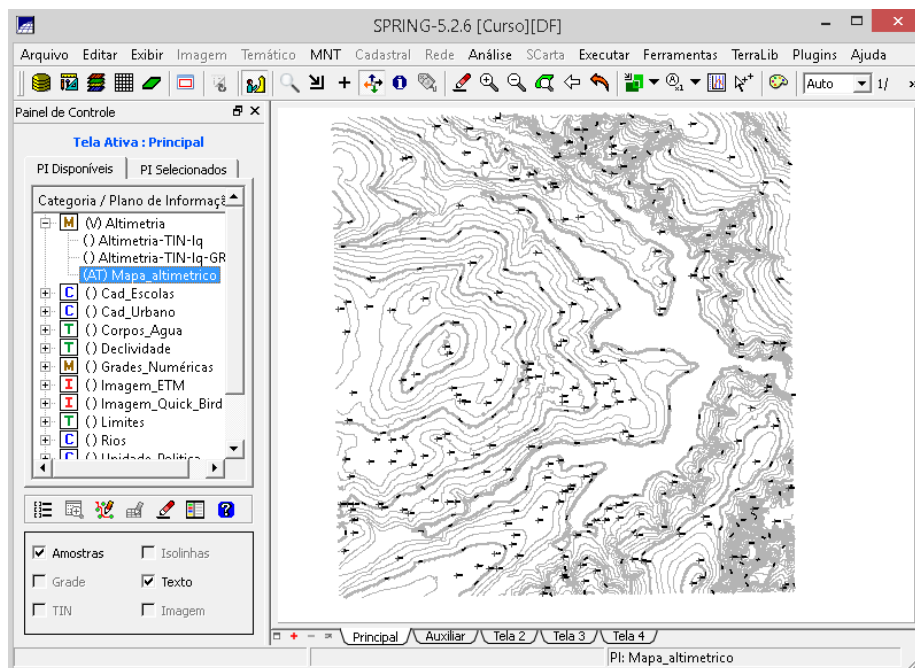 SPRING-5.2.6 [Curso][DF]
Arquivo Editar Exibir Imagem Temático MNT Cadastral Rede Análise SCarta Executar Ferramentas TerraLib Plugins Ajuda
Auto 1/ »
Painel de Controle
Tela Ativa : Principal
PI Disponíveis PI Selecionados
Categoria / Plano de Informaçã
M (V) Altimetria
() Altimetria-TIN-lq
() Altimetria-TIN-lq-GR
(AT) Mapa_altimetrico
C () Cad_Escolas
C () Cad_Urbano
T () Corpos_Agua
T () Declividade
M () Grades_Numéricas
I () Imagem_ETM
I () Imagem_Quick_Bird
T () Limites
C () Rios
C () Unidade_Politica
Amostras Isolinhas
Grade Texto
TIN Imagem
Principal Auxiliar Tela 2 Tela 3 Tela 4
PI: Mapa_altimetrico